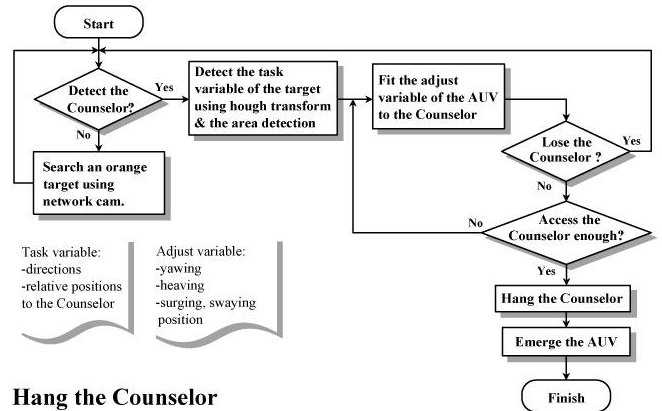 Start
Detect the
Counselor?
Yes
No
Search an orange
target using
network cam.
Detect the task
variable of the target
using hough transform
& the area detection
Fit the adjust
variable of the AUV
to the Counselor
Lose the
Counselor ?
Yes
No
Access the
Counselor enough?
No
Yes
Hang the Counselor
Emerge the AUV
Finish
Task variable:
-directions
-relative positions
to the Counselor
Adjust variable:
-yawing
-heaving
-surging, swaying
position
Hang the Counselor